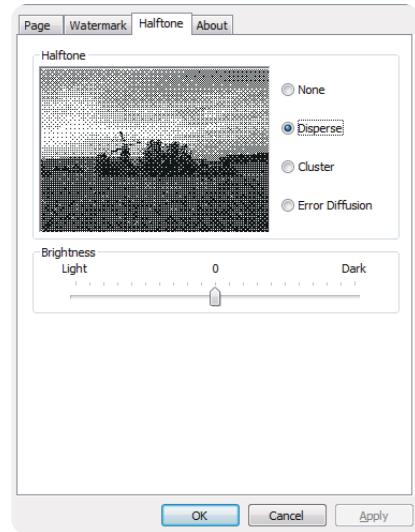 Page Watermark Halftone About
Halftone
None
Disperse
Cluster
Error Diffusion
Brightness
Light 0 Dark
OK Cancel Apply